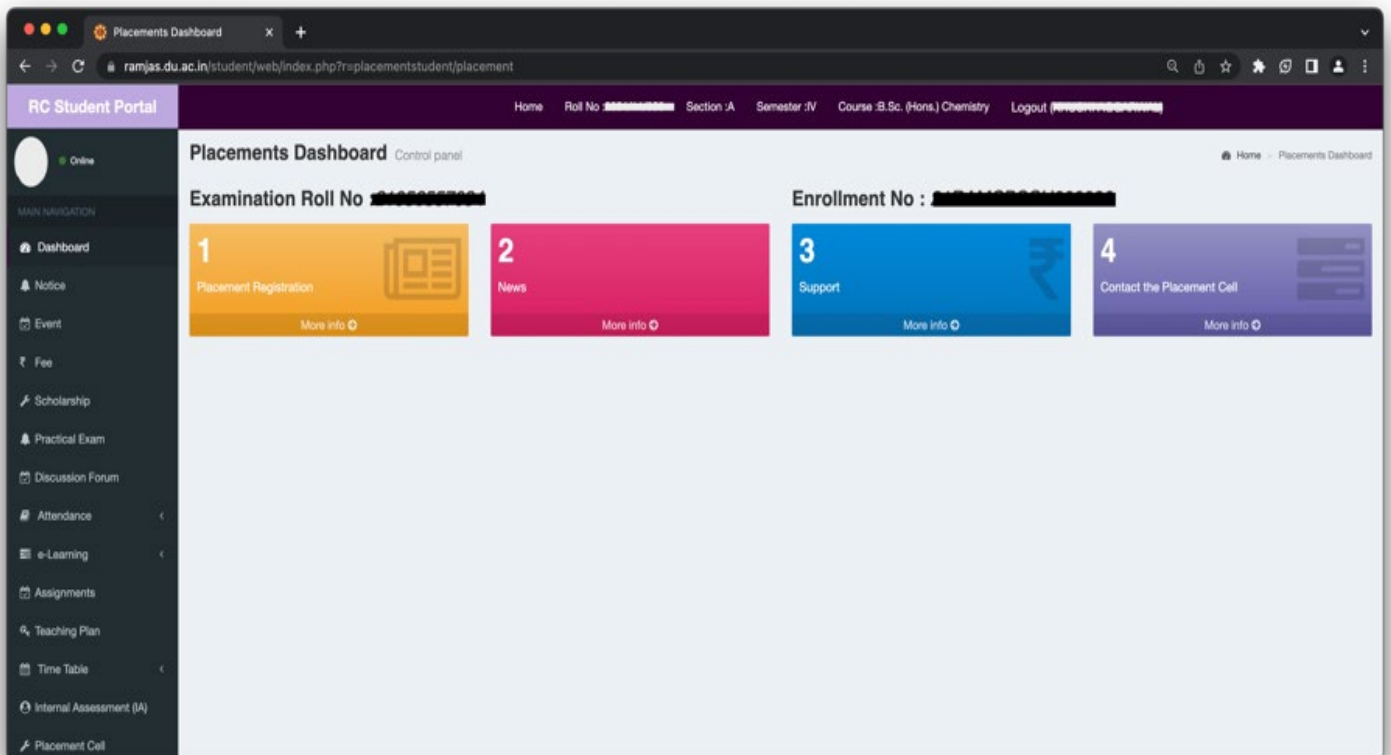 Placements Dashboard
ramjas.du.ac.in/student/web/index.php?r=placementstudent/placement
RC Student Portal
Home Roll No : Section :A Semester :IV Course :B.Sc. (Hons.) Chemistry Logout (
Online
Placements Dashboard Control panel
Home > Placements Dashboard
Examination Roll No
Enrollment No :
MAIN NAVIGATION
Dashboard
Notice
Event
₹ Fee
Scholarship
Practical Exam
Discussion Forum
Attendance
e-Learning
Assignments
Teaching Plan
Time Table
Internal Assessment (IA)
Placement Cell
1
Placement Registration
More info
2
News
More info
3
₹
Support
More info
4
Contact the Placement Cell
More info